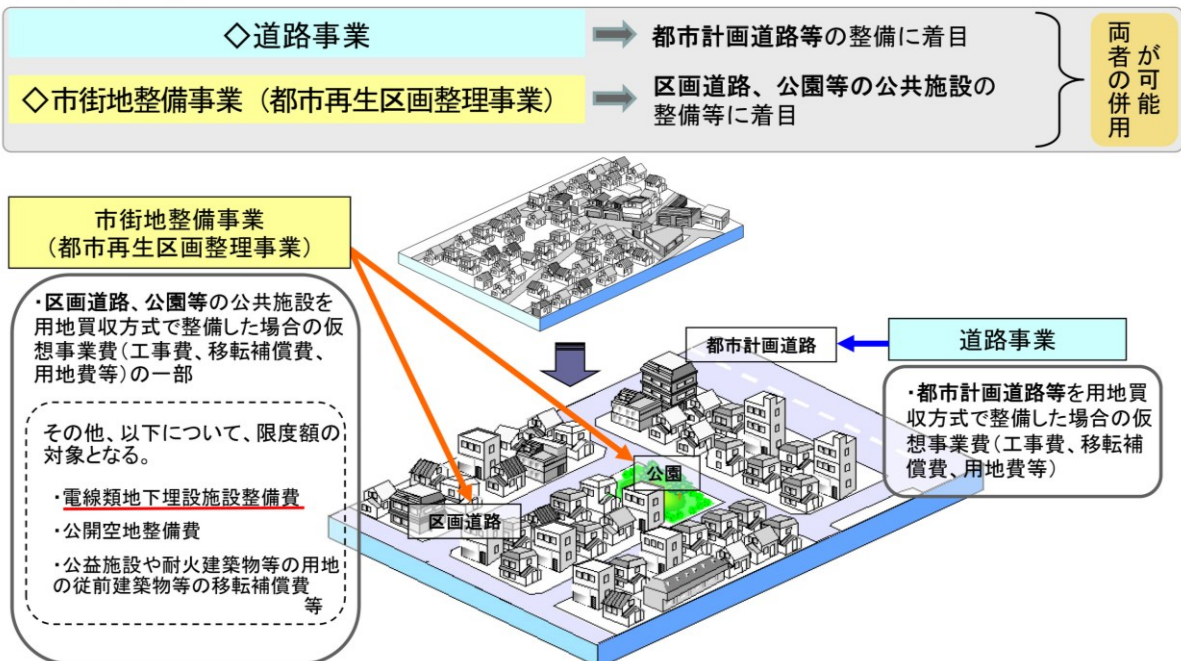 ◇道路事業
都市計画道路等の整備に着目
◇市街地整備事業(都市再生区画整理事業)
区画道路、公園等の公共施設の
整備等に着目
両者の併用
が可能
市街地整備事業
(都市再生区画整理事業)
・区画道路、公園等の公共施設を
用地買収方式で整備した場合の仮
想事業費(工事費、移転補償費、
用地費等)の一部
その他、以下について、限度額の
対象となる。
・電線類地下埋設施設整備費
・公開空地整備費
・公益施設や耐火建築物等の用地
の従前建築物等の移転補償費
等
都市計画道路
公園
区画道路
道路事業
・都市計画道路等を用地買
収方式で整備した場合の仮
想事業費(工事費、移転補
償費、用地費等)